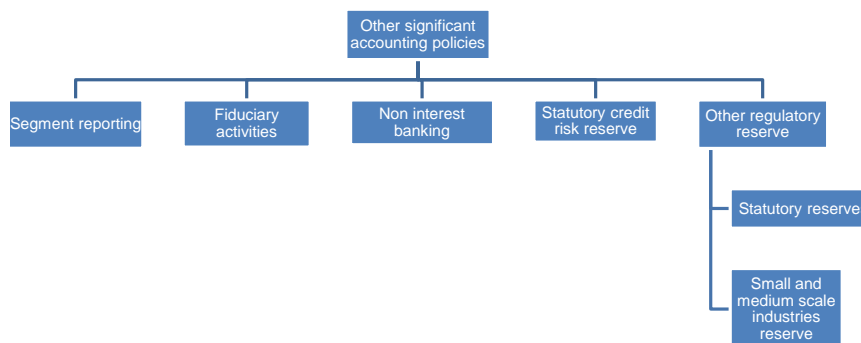 Other significant
accounting policies
Segment reporting
Fiduciary
activities
Non interest
banking
Statutory credit
risk reserve
Other regulatory
reserve
Statutory reserve
Small and
medium scale
industries
reserve